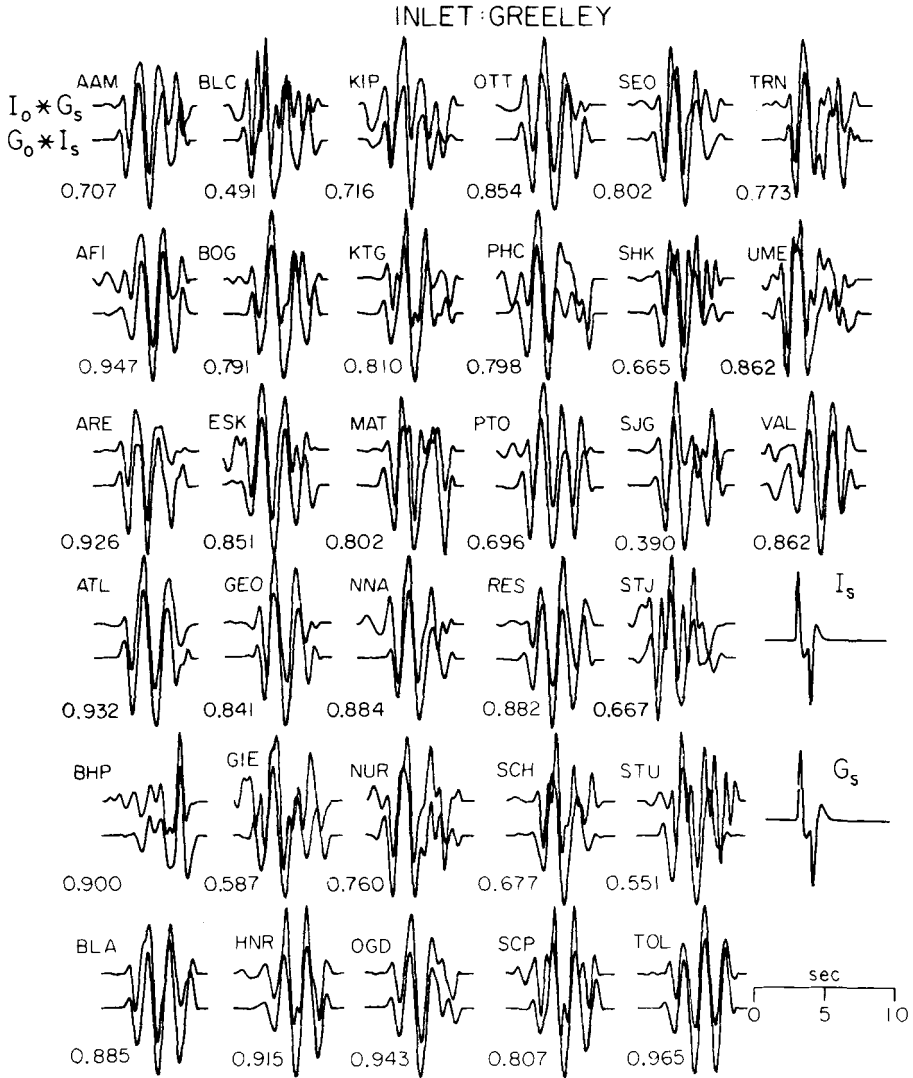 INLET : GREELEY
AAM BLC KIP OTT SEO TRN
I₀ * Gₛ
G₀ * Iₛ
0.707 0.491 0.716 0.854 0.802 0.773
AFI BOG KTG PHC SHK UME
0.947 0.791 0.810 0.798 0.665 0.862
ARE ESK MAT PTO SJG VAL
0.926 0.851 0.802 0.696 0.390 0.862
ATL GEO NNA RES STJ Iₛ
0.932 0.841 0.884 0.882 0.667
BHP GIE NUR SCH STU Gₛ
0.900 0.587 0.760 0.677 0.551
BLA HNR OGD SCP TOL
sec
0 5 10
0.885 0.915 0.943 0.807 0.965